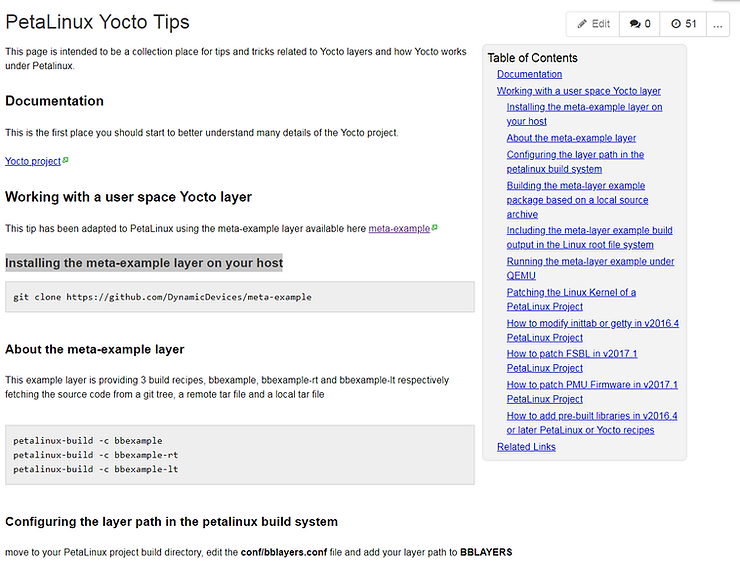 PetaLinux Yocto Tips
Edit
0
51
...
This page is intended to be a collection place for tips and tricks related to Yocto layers and how Yocto works
under Petalinux.
Documentation
This is the first place you should start to better understand many details of the Yocto project.
Yocto project
Working with a user space Yocto layer
This tip has been adapted to PetaLinux using the meta-example layer available here meta-example
Installing the meta-example layer on your host
git clone https://github.com/DynamicDevices/meta-example
About the meta-example layer
This example layer is providing 3 build recipes, bbexample, bbexample-rt and bbexample-lt respectively
fetching the source code from a git tree, a remote tar file and a local tar file
petalinux-build -c bbexample
petalinux-build -c bbexample-rt
petalinux-build -c bbexample-lt
Configuring the layer path in the petalinux build system
move to your PetaLinux project build directory, edit the conf/bblayers.conf file and add your layer path to BBLAYERS
Table of Contents
Documentation
Working with a user space Yocto layer
Installing the meta-example layer on
your host
About the meta-example layer
Configuring the layer path in the
petalinux build system
Building the meta-layer example
package based on a local source
archive
Including the meta-layer example build
output in the Linux root file system
Running the meta-layer example under
QEMU
Patching the Linux Kernel of a
PetaLinux Project
How to modify inittab or getty in v2016.4
PetaLinux Project
How to patch FSBL in v2017.1
PetaLinux Project
How to patch PMU Firmware in v2017.1
PetaLinux Project
How to add pre-built libraries in v2016.4
or later PetaLinux or Yocto recipes
Related Links